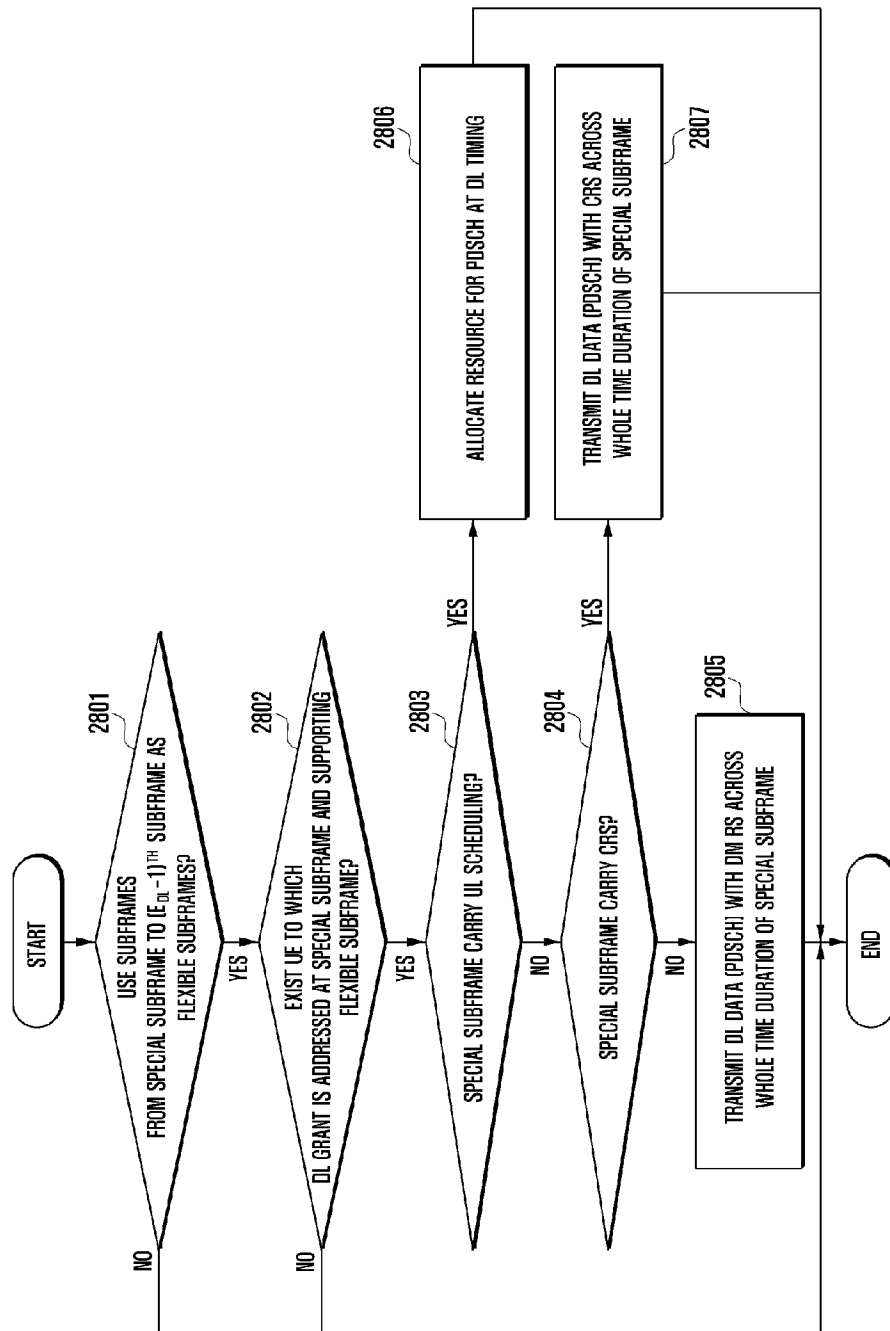 START
2801
USE SUBFRAMES
FROM SPECIAL SUBFRAME TO (E_DL-1)^TH SUBFRAME AS
FLEXIBLE SUBFRAMES?
NO
YES
2802
EXIST UE TO WHICH
DL GRANT IS ADDRESSED AT SPECIAL SUBFRAME AND SUPPORTING
FLEXIBLE SUBFRAME?
NO
YES
2803
SPECIAL SUBFRAME CARRY UL SCHEDULING?
YES
NO
2806
ALLOCATE RESOURCE FOR PDSCH AT DL TIMING
2804
SPECIAL SUBFRAME CARRY CRS?
YES
NO
TRANSMIT DL DATA (PDSCH) WITH CRS ACROSS
WHOLE TIME DURATION OF SPECIAL SUBFRAME
2807
2805
TRANSMIT DL DATA (PDSCH) WITH DM RS ACROSS
WHOLE TIME DURATION OF SPECIAL SUBFRAME
END